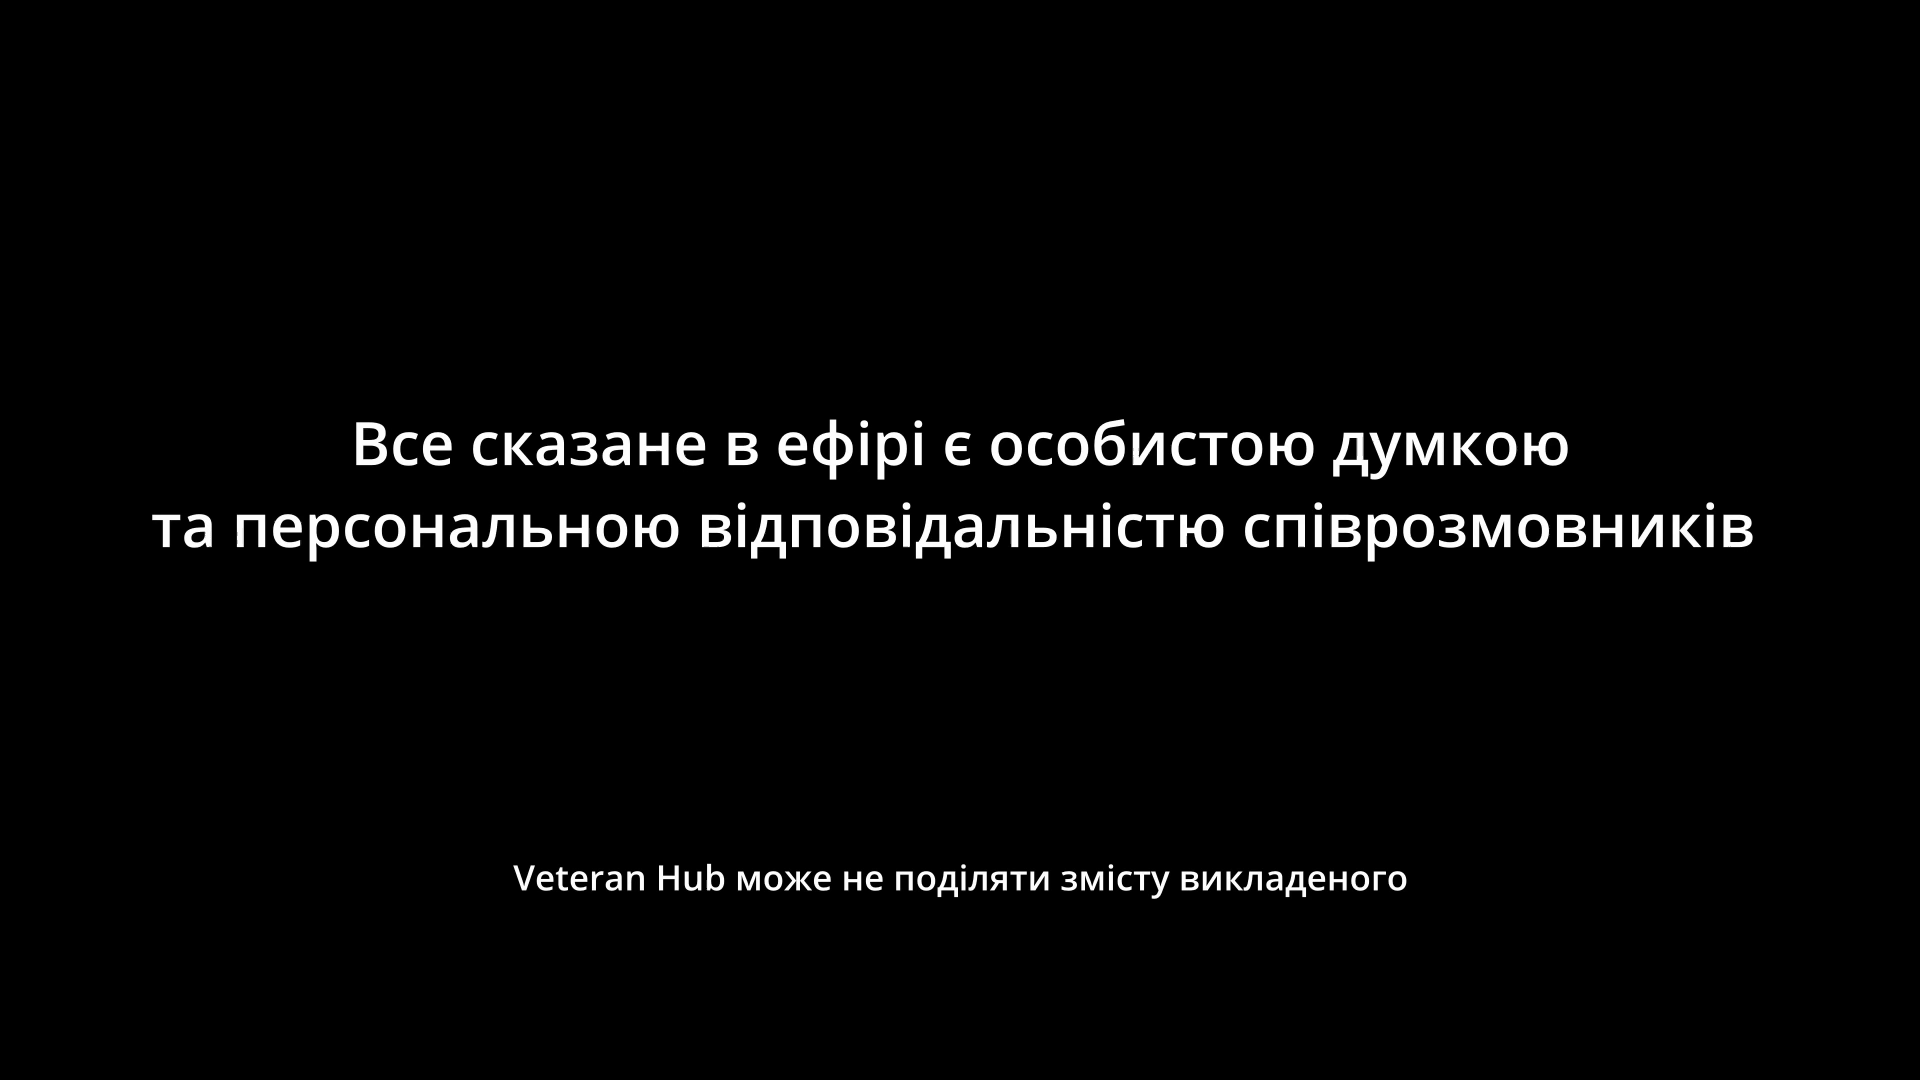 Все сказане в ефірі є особистою думкою
та персональною відповідальністю співрозмовників
Veteran Hub може не поділяти змісту викладеного